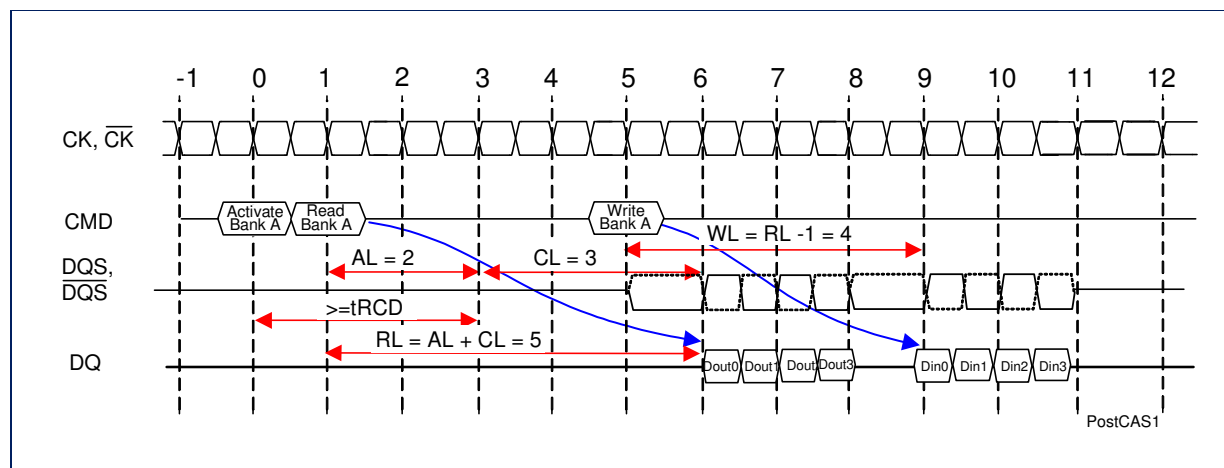 -1 0 1 2 3 4 5 6 7 8 9 10 11 12
CK, CK
CMD
Activate
Bank A
Read
Bank A
Write
Bank A
WL = RL -1 = 4
DQS,
DQS
AL = 2
CL = 3
>=tRCD
RL = AL + CL = 5
DQ
Dout0 Dout1 Dout2 Dout3 Din0 Din1 Din2 Din3
PostCAS1